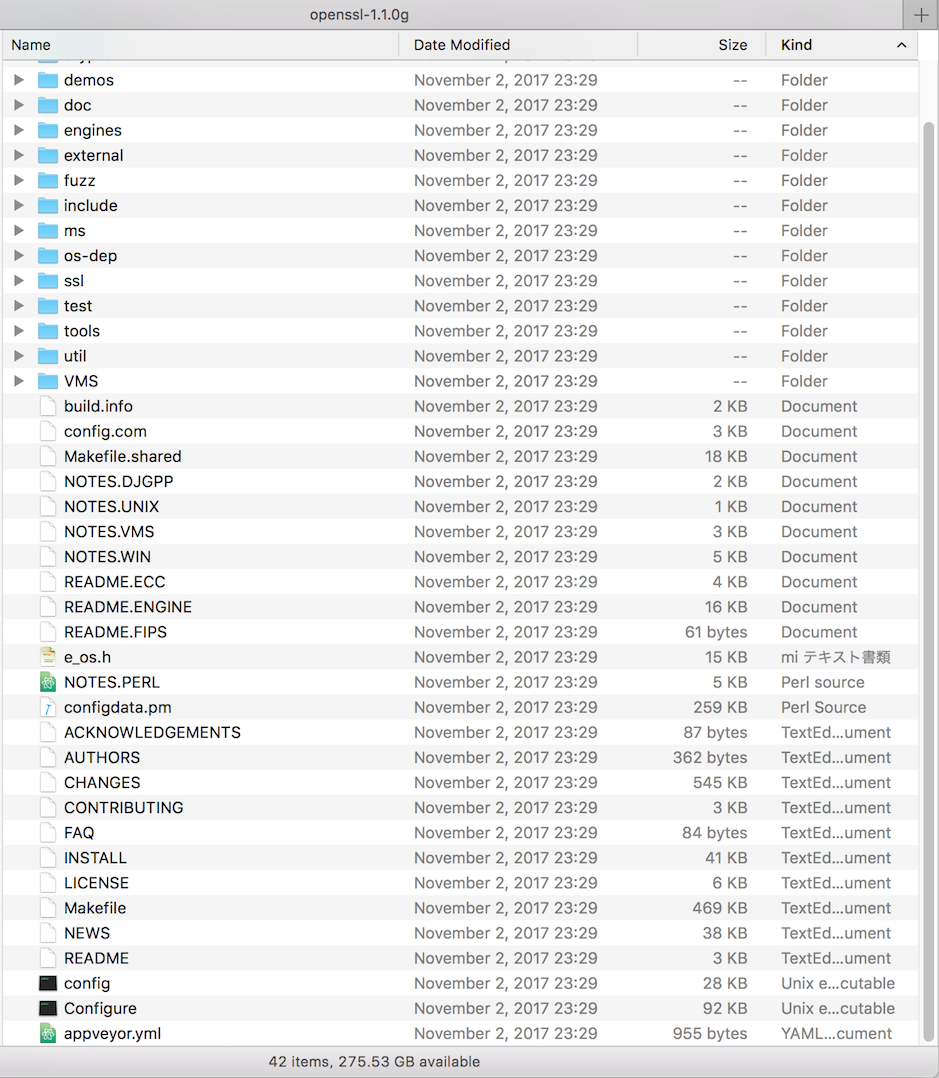 openssl-1.1.0g
Name Date Modified Size Kind
demos November 2, 2017 23:29 -- Folder
doc November 2, 2017 23:29 -- Folder
engines November 2, 2017 23:29 -- Folder
external November 2, 2017 23:29 -- Folder
fuzz November 2, 2017 23:29 -- Folder
include November 2, 2017 23:29 -- Folder
ms November 2, 2017 23:29 -- Folder
os-dep November 2, 2017 23:29 -- Folder
ssl November 2, 2017 23:29 -- Folder
test November 2, 2017 23:29 -- Folder
tools November 2, 2017 23:29 -- Folder
util November 2, 2017 23:29 -- Folder
VMS November 2, 2017 23:29 -- Folder
build.info November 2, 2017 23:29 2 KB Document
config.com November 2, 2017 23:29 3 KB Document
Makefile.shared November 2, 2017 23:29 18 KB Document
NOTES.DJGPP November 2, 2017 23:29 2 KB Document
NOTES.UNIX November 2, 2017 23:29 1 KB Document
NOTES.VMS November 2, 2017 23:29 3 KB Document
NOTES.WIN November 2, 2017 23:29 5 KB Document
README.ECC November 2, 2017 23:29 4 KB Document
README.ENGINE November 2, 2017 23:29 16 KB Document
README.FIPS November 2, 2017 23:29 61 bytes Document
e_os.h November 2, 2017 23:29 15 KB mi テキスト書類
NOTES.PERL November 2, 2017 23:29 5 KB Perl source
configdata.pm November 2, 2017 23:29 259 KB Perl Source
ACKNOWLEDGEMENTS November 2, 2017 23:29 87 bytes TextEd...ument
AUTHORS November 2, 2017 23:29 362 bytes TextEd...ument
CHANGES November 2, 2017 23:29 545 KB TextEd...ument
CONTRIBUTING November 2, 2017 23:29 3 KB TextEd...ument
FAQ November 2, 2017 23:29 84 bytes TextEd...ument
INSTALL November 2, 2017 23:29 41 KB TextEd...ument
LICENSE November 2, 2017 23:29 6 KB TextEd...ument
Makefile November 2, 2017 23:29 469 KB TextEd...ument
NEWS November 2, 2017 23:29 38 KB TextEd...ument
README November 2, 2017 23:29 3 KB TextEd...ument
config November 2, 2017 23:29 28 KB Unix e...cutable
Configure November 2, 2017 23:29 92 KB Unix e...cutable
appveyor.yml November 2, 2017 23:29 955 bytes YAML...cument
42 items, 275.53 GB available